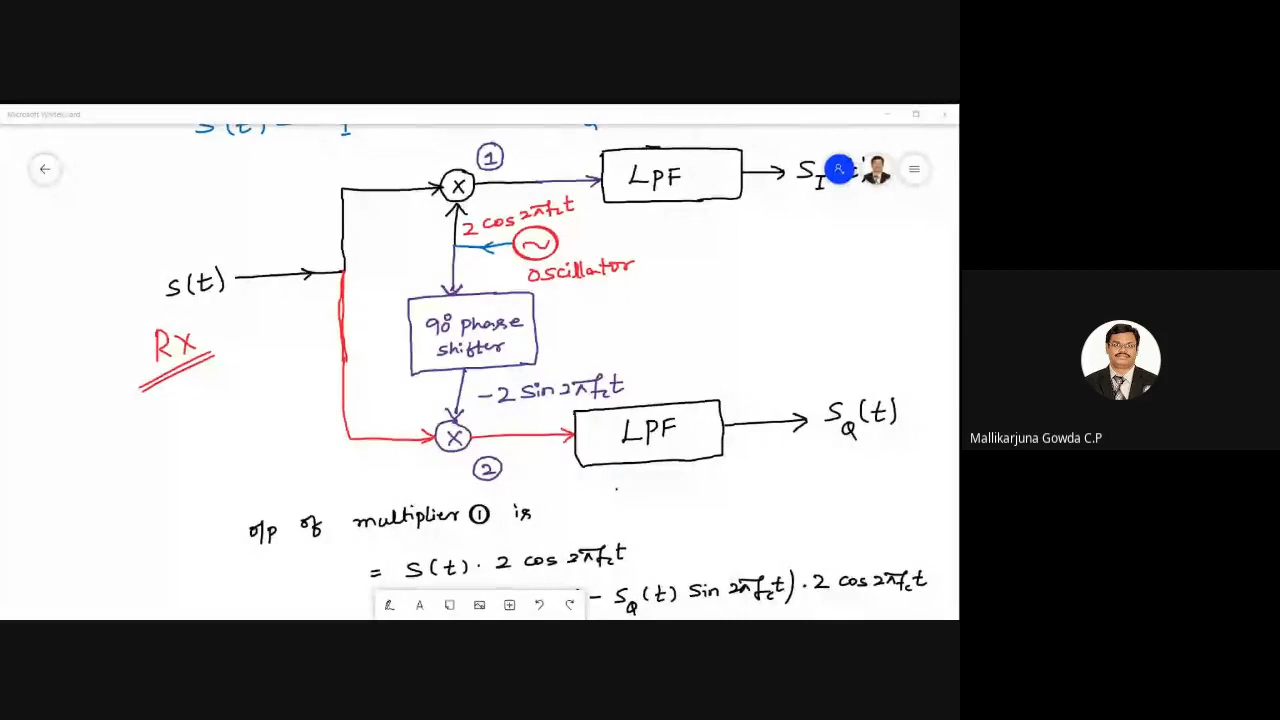 Microsoft Whiteboard
S(t) = I
1
LPF
S_I
2 cos 2πf_c t
oscillator
S(t)
90° phase
shifter
RX
-2 Sin 2πf_c t
LPF
S_Q(t)
2
Mallikarjuna Gowda C.P
o/p of multiplier ① is
= S(t) · 2 cos 2πf_c t
- S_Q(t) Sin 2πf_c t) · 2 cos 2πf_c t
A